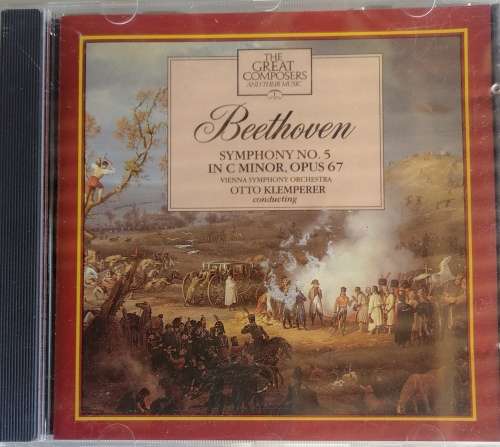 THE
GREAT
COMPOSERS
AND THEIR MUSIC
1
Beethoven
SYMPHONY NO. 5
IN C MINOR, OPUS 67
VIENNA SYMPHONY ORCHESTRA
OTTO KLEMPERER
conducting